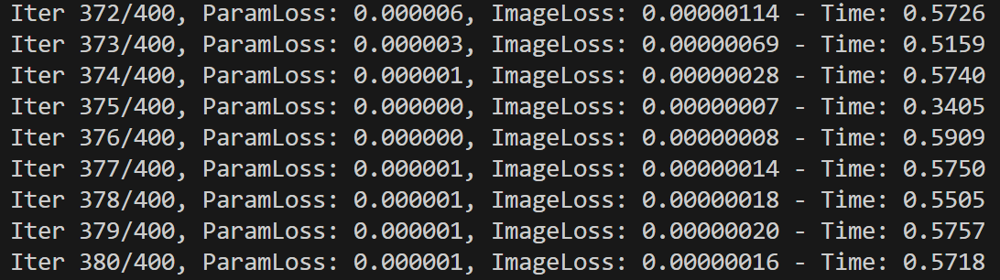 Iter 372/400, ParamLoss: 0.000006, ImageLoss: 0.00000114 - Time: 0.5726
Iter 373/400, ParamLoss: 0.000003, ImageLoss: 0.00000069 - Time: 0.5159
Iter 374/400, ParamLoss: 0.000001, ImageLoss: 0.00000028 - Time: 0.5740
Iter 375/400, ParamLoss: 0.000000, ImageLoss: 0.00000007 - Time: 0.3405
Iter 376/400, ParamLoss: 0.000000, ImageLoss: 0.00000008 - Time: 0.5909
Iter 377/400, ParamLoss: 0.000001, ImageLoss: 0.00000014 - Time: 0.5750
Iter 378/400, ParamLoss: 0.000001, ImageLoss: 0.00000018 - Time: 0.5505
Iter 379/400, ParamLoss: 0.000001, ImageLoss: 0.00000020 - Time: 0.5757
Iter 380/400, ParamLoss: 0.000001, ImageLoss: 0.00000016 - Time: 0.5718